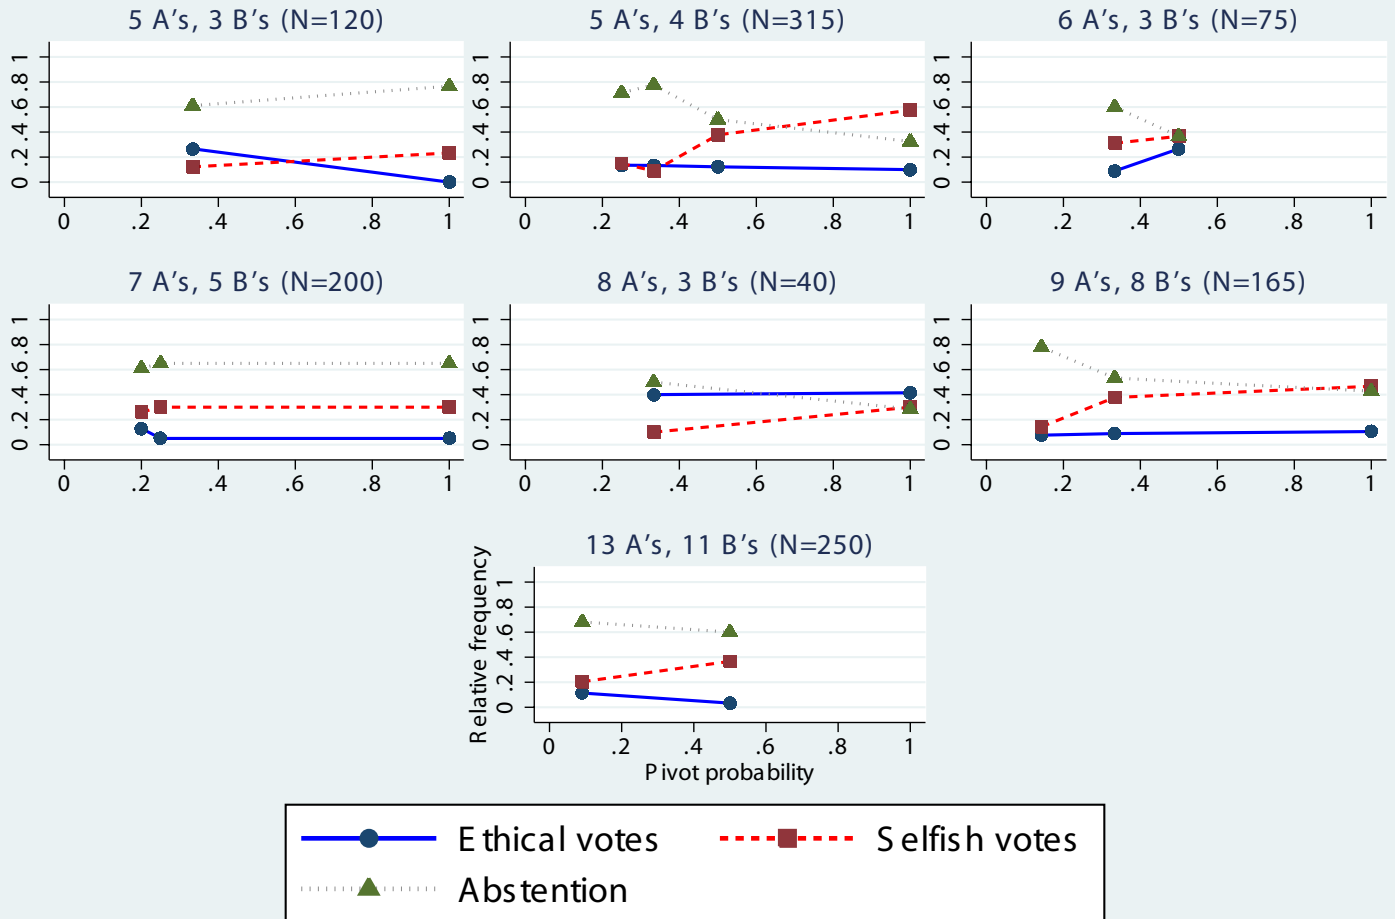 5 A's, 3 B's (N=120)
0 .2 .4 .6 .8 1
0 .2 .4 .6 .8 1
5 A's, 4 B's (N=315)
0 .2 .4 .6 .8 1
0 .2 .4 .6 .8 1
6 A's, 3 B's (N=75)
0 .2 .4 .6 .8 1
0 .2 .4 .6 .8 1
7 A's, 5 B's (N=200)
0 .2 .4 .6 .8 1
0 .2 .4 .6 .8 1
8 A's, 3 B's (N=40)
0 .2 .4 .6 .8 1
0 .2 .4 .6 .8 1
9 A's, 8 B's (N=165)
0 .2 .4 .6 .8 1
0 .2 .4 .6 .8 1
13 A's, 11 B's (N=250)
Relative frequency
0 .2 .4 .6 .8 1
0 .2 .4 .6 .8 1
Pivot probability
Ethical votes
Selfish votes
Abstention